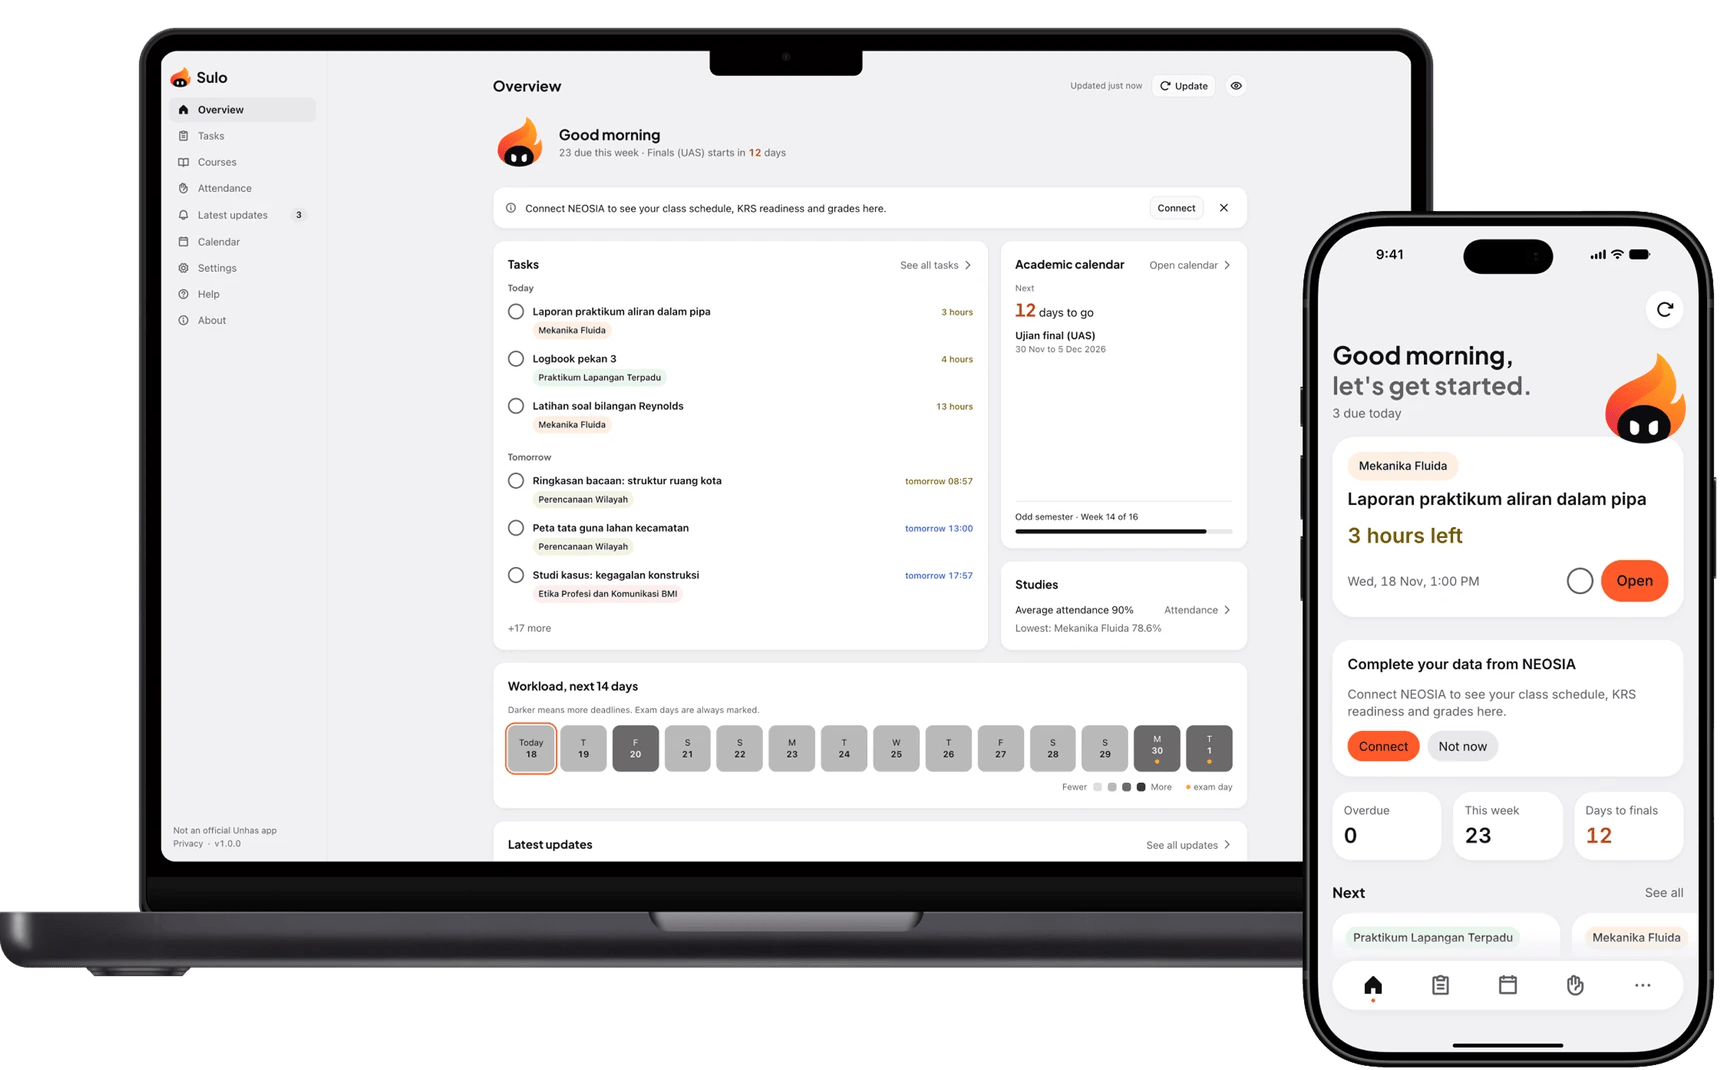 Sulo
Overview
Tasks
Courses
Attendance
Latest updates 3
Calendar
Settings
Help
About
Not an official Unhas app
Privacy · v1.0.0
Overview
Updated just now
Update
Good morning
23 due this week · Finals (UAS) starts in 12 days
Connect NEOSIA to see your class schedule, KRS readiness and grades here.
Connect
Tasks
See all tasks
Today
Laporan praktikum aliran dalam pipa
3 hours
Mekanika Fluida
Logbook pekan 3
4 hours
Praktikum Lapangan Terpadu
Latihan soal bilangan Reynolds
13 hours
Mekanika Fluida
Tomorrow
Ringkasan bacaan: struktur ruang kota
tomorrow 08:57
Perencanaan Wilayah
Peta tata guna lahan kecamatan
tomorrow 13:00
Perencanaan Wilayah
Studi kasus: kegagalan konstruksi
tomorrow 17:57
Etika Profesi dan Komunikasi BMI
+17 more
Academic calendar
Open calendar
Next
12 days to go
Ujian final (UAS)
30 Nov to 5 Dec 2026
Odd semester · Week 14 of 16
Studies
Average attendance 90%
Attendance
Lowest: Mekanika Fluida 78.6%
Workload, next 14 days
Darker means more deadlines. Exam days are always marked.
Today T F S S M T W T F S S M T
18 19 20 21 22 23 24 25 26 27 28 29 30 1
Fewer More exam day
Latest updates
See all updates
9:41
Good morning,
let's get started.
3 due today
Mekanika Fluida
Laporan praktikum aliran dalam pipa
3 hours left
Wed, 18 Nov, 1:00 PM
Open
Complete your data from NEOSIA
Connect NEOSIA to see your class schedule, KRS
readiness and grades here.
Connect
Not now
Overdue This week Days to finals
0 23 12
Next
See all
Praktikum Lapangan Terpadu
Mekanika Fluida